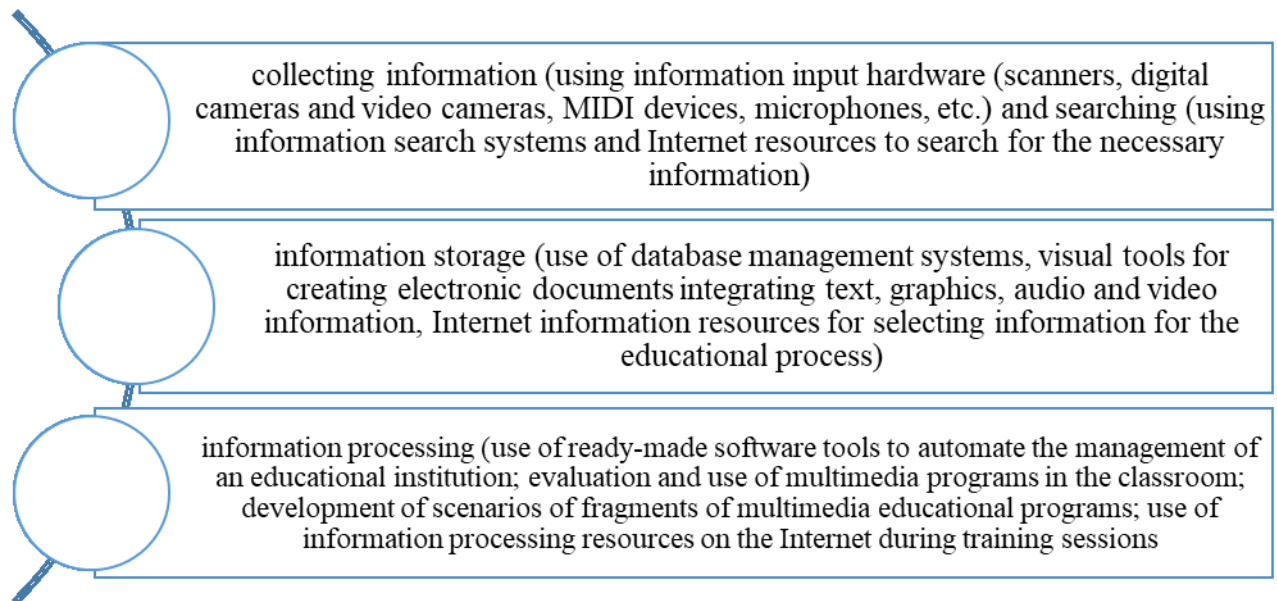 collecting information (using information input hardware (scanners, digital
cameras and video cameras, MIDI devices, microphones, etc.) and searching (using
information search systems and Internet resources to search for the necessary
information)
information storage (use of database management systems, visual tools for
creating electronic documents integrating text, graphics, audio and video
information, Internet information resources for selecting information for the
educational process)
information processing (use of ready-made software tools to automate the management of
an educational institution; evaluation and use of multimedia programs in the classroom;
development of scenarios of fragments of multimedia educational programs; use of
information processing resources on the Internet during training sessions